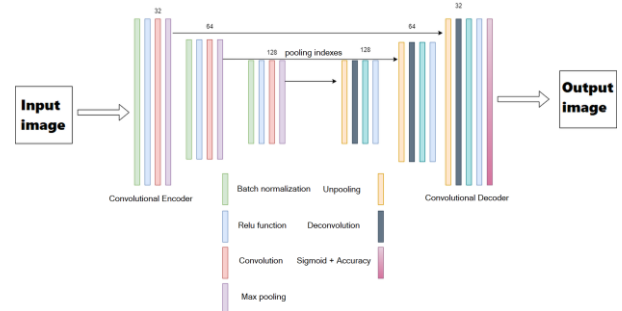 32
64
128
pooling indexes
128
64
32
Input
image
Output
image
Convolutional Encoder
Convolutional Decoder
Batch normalization
Unpooling
Relu function
Deconvolution
Convolution
Sigmoid + Accuracy
Max pooling